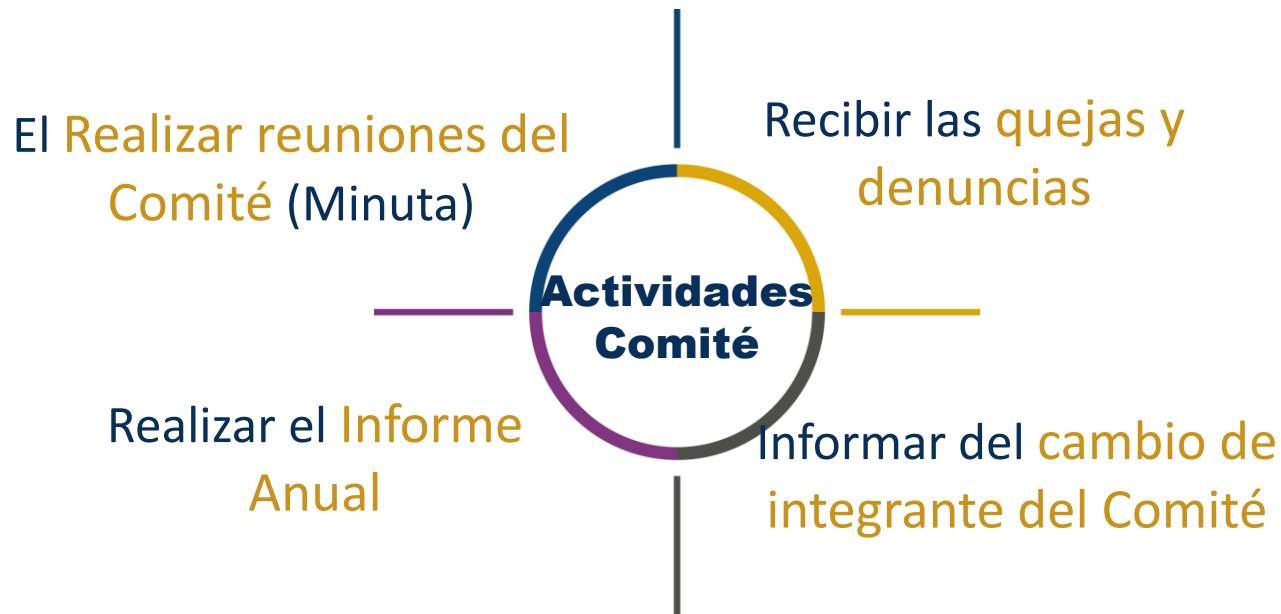 El Realizar reuniones del
Comité (Minuta)
Recibir las quejas y
denuncias
Actividades
Comité
Realizar el Informe
Anual
Informar del cambio de
integrante del Comité